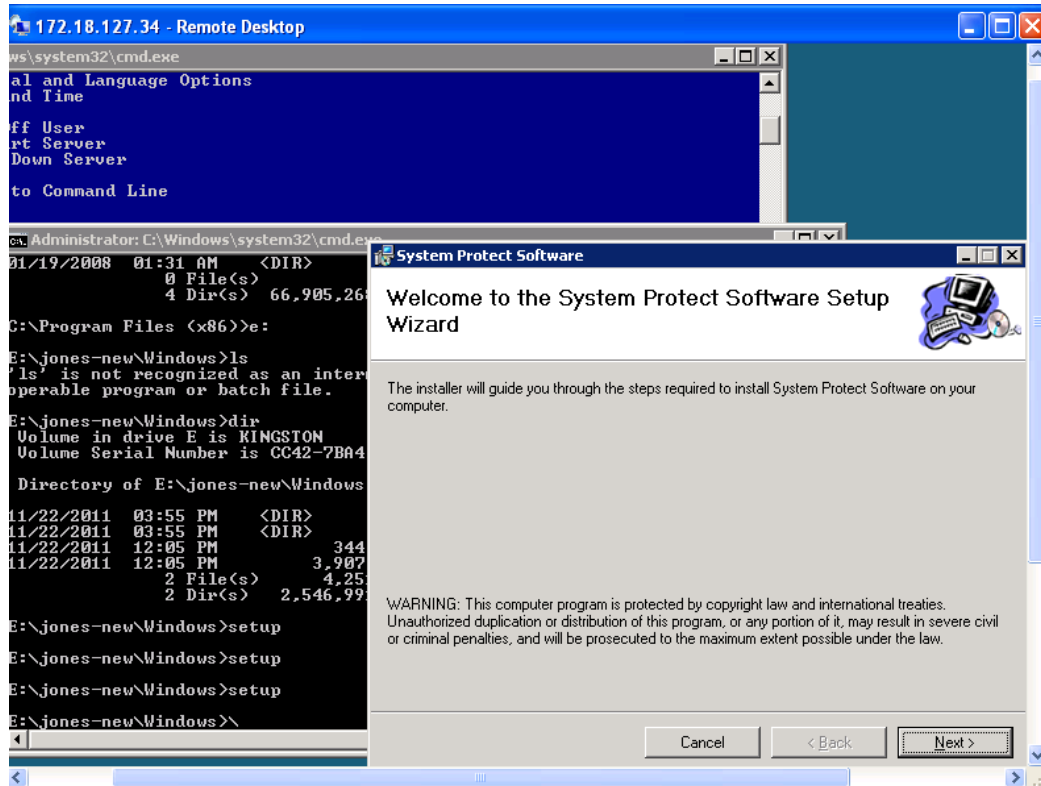 172.18.127.34 - Remote Desktop
ws\system32\cmd.exe
al and Language Options
nd Time
ff User
rt Server
Down Server
to Command Line
Administrator: C:\Windows\system32\cmd.exe
01/19/2008 01:31 AM <DIR>
0 File(s)
4 Dir(s) 66,905,26
C:\Program Files (x86)>e:
E:\jones-new\Windows>ls
'ls' is not recognized as an inter
operable program or batch file.
E:\jones-new\Windows>dir
Volume in drive E is KINGSTON
Volume Serial Number is CC42-7BA4
Directory of E:\jones-new\Windows
11/22/2011 03:55 PM <DIR>
11/22/2011 03:55 PM <DIR>
11/22/2011 12:05 PM 344
11/22/2011 12:05 PM 3,907
2 File(s) 4,25
2 Dir(s) 2,546,99
E:\jones-new\Windows>setup
E:\jones-new\Windows>setup
E:\jones-new\Windows>setup
E:\jones-new\Windows>\
System Protect Software
Welcome to the System Protect Software Setup
Wizard
The installer will guide you through the steps required to install System Protect Software on your
computer.
WARNING: This computer program is protected by copyright law and international treaties.
Unauthorized duplication or distribution of this program, or any portion of it, may result in severe civil
or criminal penalties, and will be prosecuted to the maximum extent possible under the law.
Cancel
< Back
Next >